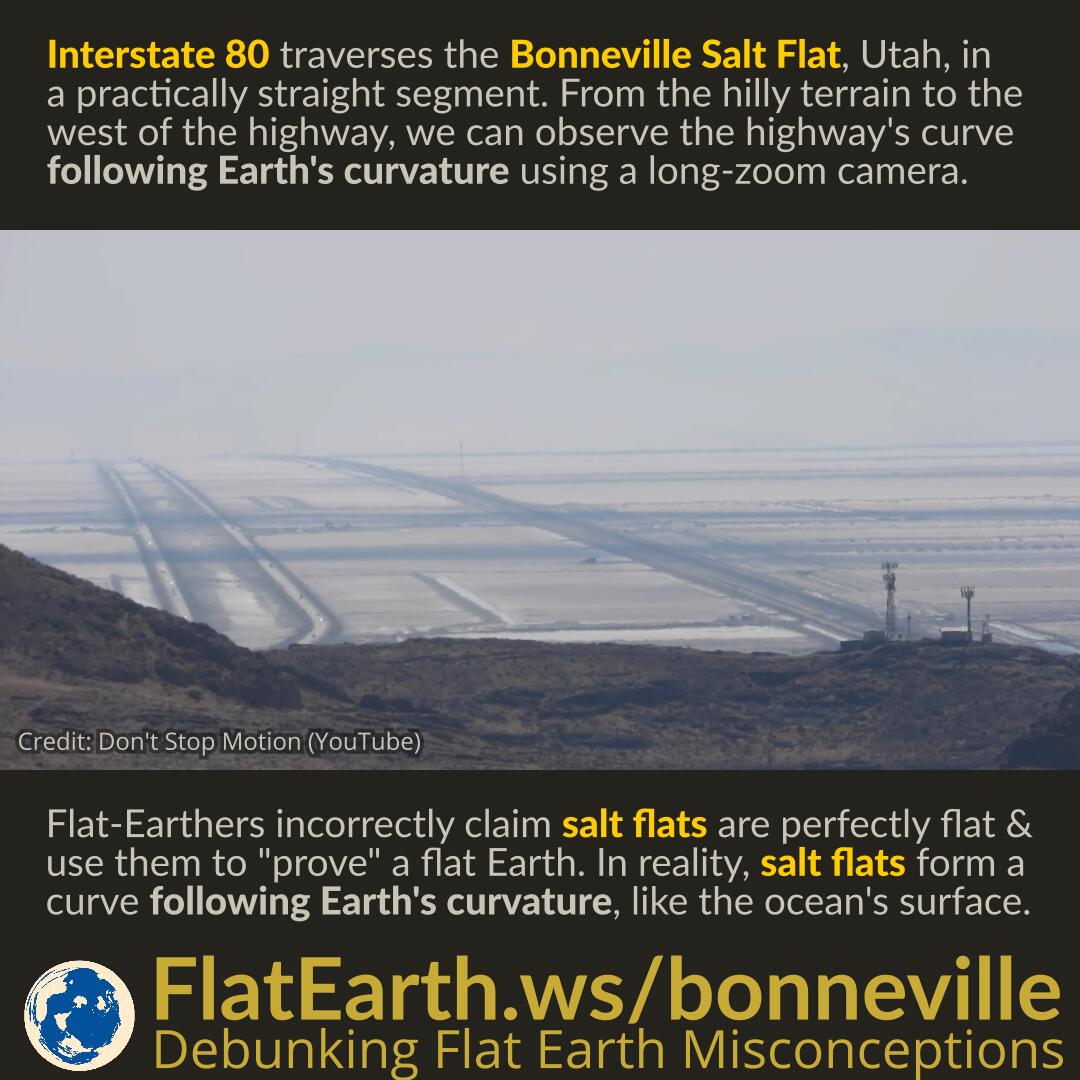 Interstate 80 traverses the Bonneville Salt Flat, Utah, in
a practically straight segment. From the hilly terrain to the
west of the highway, we can observe the highway's curve
following Earth's curvature using a long-zoom camera.
Credit: Don't Stop Motion (YouTube)
Flat-Earthers incorrectly claim salt flats are perfectly flat &
use them to "prove" a flat Earth. In reality, salt flats form a
curve following Earth's curvature, like the ocean's surface.
FlatEarth.ws/bonneville
Debunking Flat Earth Misconceptions